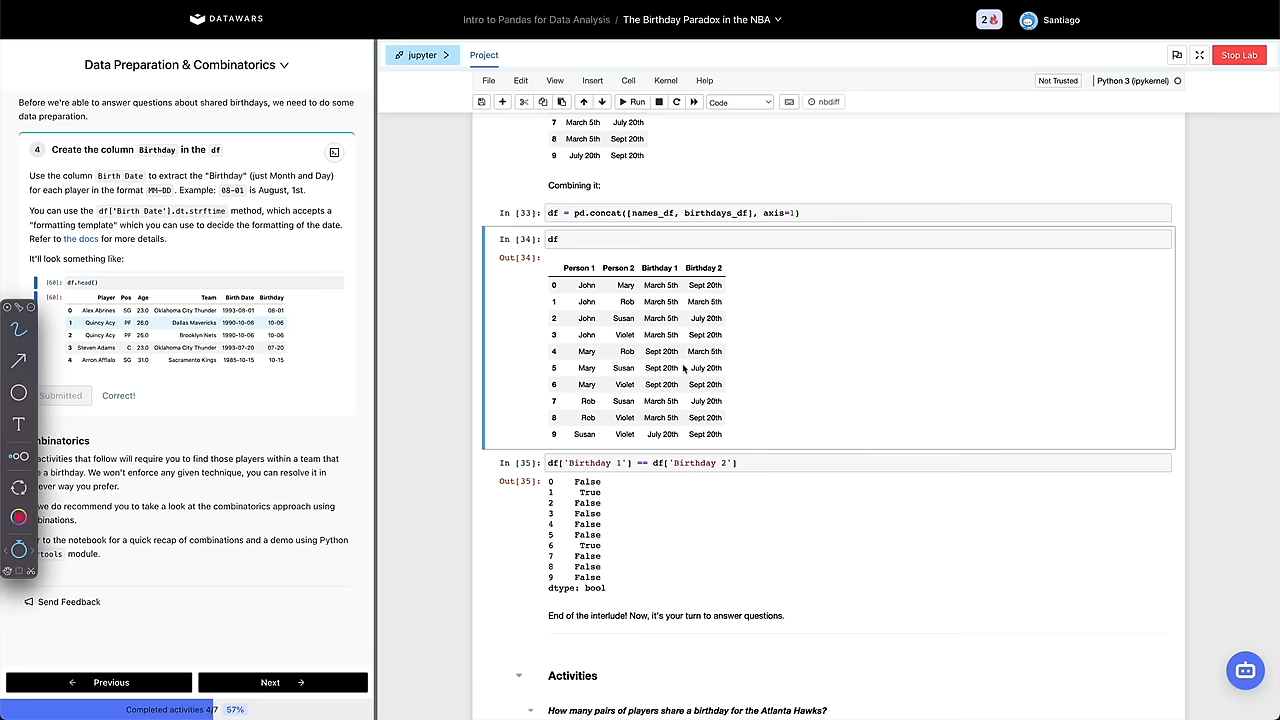 DATAWARS
Intro to Pandas for Data Analysis / The Birthday Paradox in the NBA
2
Santiago
Data Preparation & Combinatorics
Before we're able to answer questions about shared birthdays, we need to do some
data preparation.
4 Create the column Birthday in the df
Use the column Birth Date to extract the "Birthday" (just Month and Day)
for each player in the format MM-DD. Example: 08-01 is August, 1st.
You can use the df['Birth Date'].dt.strftime method, which accepts a
"formatting template" which you can use to decide the formatting of the date.
Refer to the docs for more details.
It'll look something like:
[60]: df.head()
[60]: Player Pos Age Team Birth Date Birthday
0 Alex Abrines SG 23.0 Oklahoma City Thunder 1993-08-01 08-01
1 Quincy Acy PF 26.0 Dallas Mavericks 1990-10-06 10-06
2 Quincy Acy PF 26.0 Brooklyn Nets 1990-10-06 10-06
3 Steven Adams C 23.0 Oklahoma City Thunder 1993-07-20 07-20
4 Arron Afflalo SG 31.0 Sacramento Kings 1985-10-15 10-15
Submitted Correct!
nbinatorics
activities that follow will require you to find those players within a team that
e a birthday. We won't enforce any given technique, you can resolve it in
ever way you prefer.
we do recommend you to take a look at the combinatorics approach using
binations.
r to the notebook for a quick recap of combinations and a demo using Python
rtools module.
T
Send Feedback
Previous
Next
Completed activities 4/7 57%
jupyter
Project
Stop Lab
File Edit View Insert Cell Kernel Help
Not Trusted
Python 3 (ipykernel)
Run
Code
nbdiff
7 March 5th July 20th
8 March 5th Sept 20th
9 July 20th Sept 20th
Combining it:
In [33]: df = pd.concat([names_df, birthdays_df], axis=1)
In [34]: df
Out[34]:
Person 1 Person 2 Birthday 1 Birthday 2
0 John Mary March 5th Sept 20th
1 John Rob March 5th March 5th
2 John Susan March 5th July 20th
3 John Violet March 5th Sept 20th
4 Mary Rob Sept 20th March 5th
5 Mary Susan Sept 20th July 20th
6 Mary Violet Sept 20th Sept 20th
7 Rob Susan March 5th July 20th
8 Rob Violet March 5th Sept 20th
9 Susan Violet July 20th Sept 20th
In [35]: df['Birthday 1'] == df['Birthday 2']
Out[35]: 0 False
1 True
2 False
3 False
4 False
5 False
6 True
7 False
8 False
9 False
dtype: bool
End of the interlude! Now, it's your turn to answer questions.
Activities
How many pairs of players share a birthday for the Atlanta Hawks?